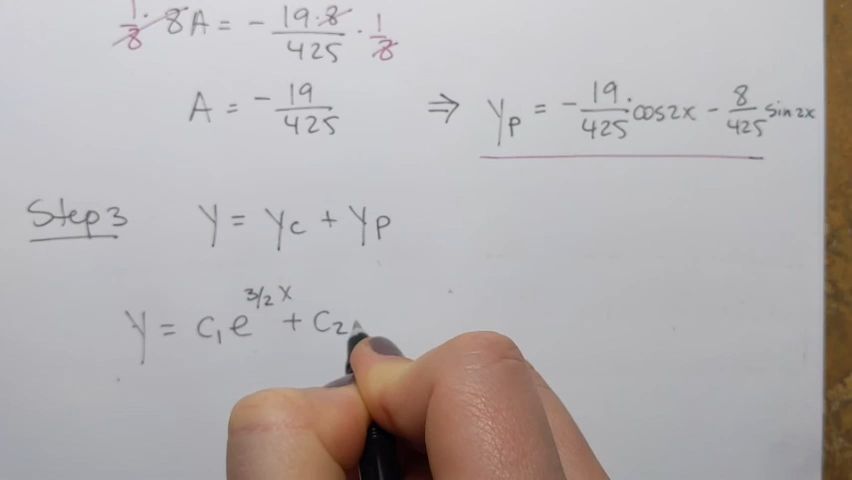 1/8 · 8A = - 19·8/425 · 1/8
A = - 19/425 ⇒ yp = - 19/425 · cos2x - 8/425 sin2x
Step 3 y = yc + yp
y = c₁e^(3/2 x) + c₂